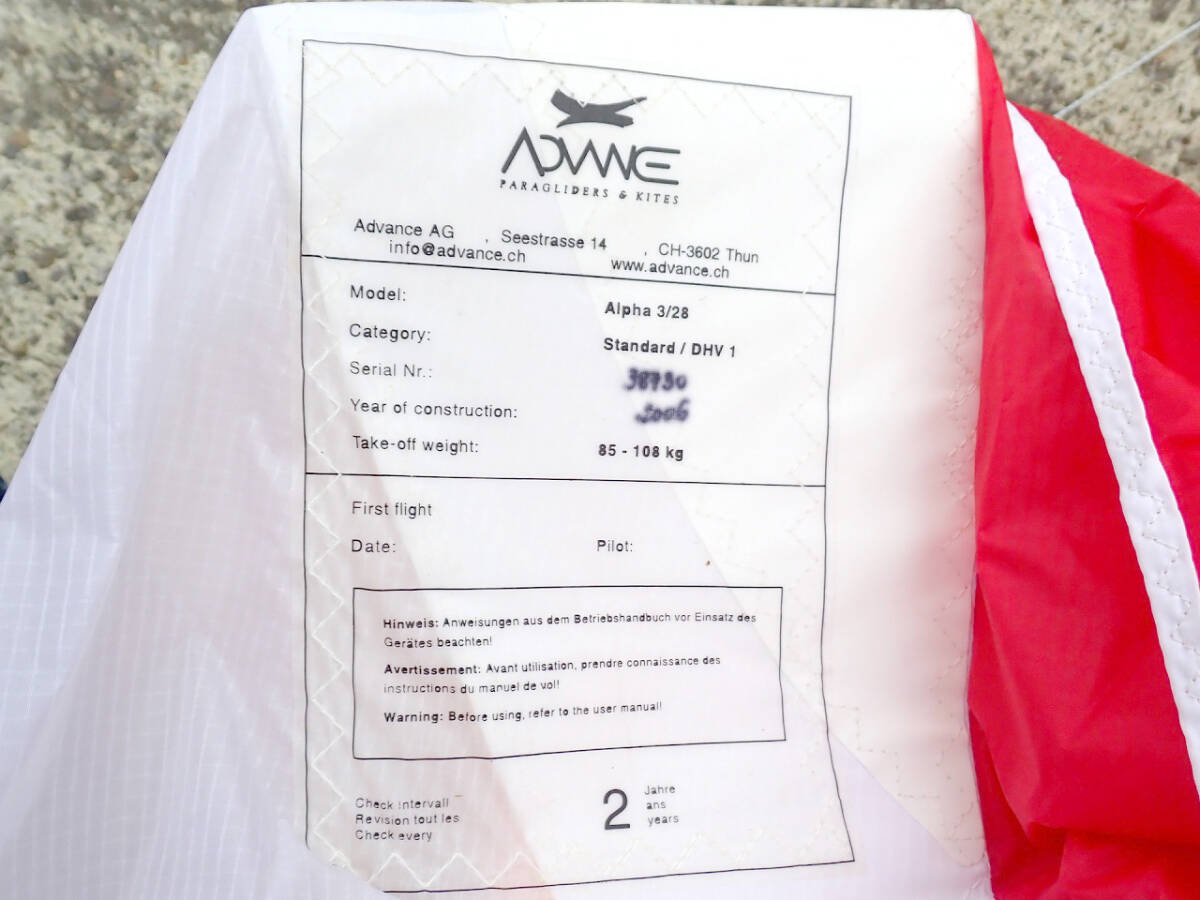 ADVANCE
PARAGLIDERS & KITES
Advance AG , Seestrasse 14 , CH-3602 Thun
info@advance.ch www.advance.ch
Model: Alpha 3/28
Category: Standard / DHV 1
Serial Nr.: 38730
Year of construction: 2006
Take-off weight: 85 - 108 kg
First flight
Date: Pilot:
Hinweis: Anweisungen aus dem Betriebshandbuch vor Einsatz des
Gerätes beachten!
Avertissement: Avant utilisation, prendre connaissance des
instructions du manuel de vol!
Warning: Before using, refer to the user manual!
Check intervall
Revision tout les
Check every
2
Jahre
ans
years